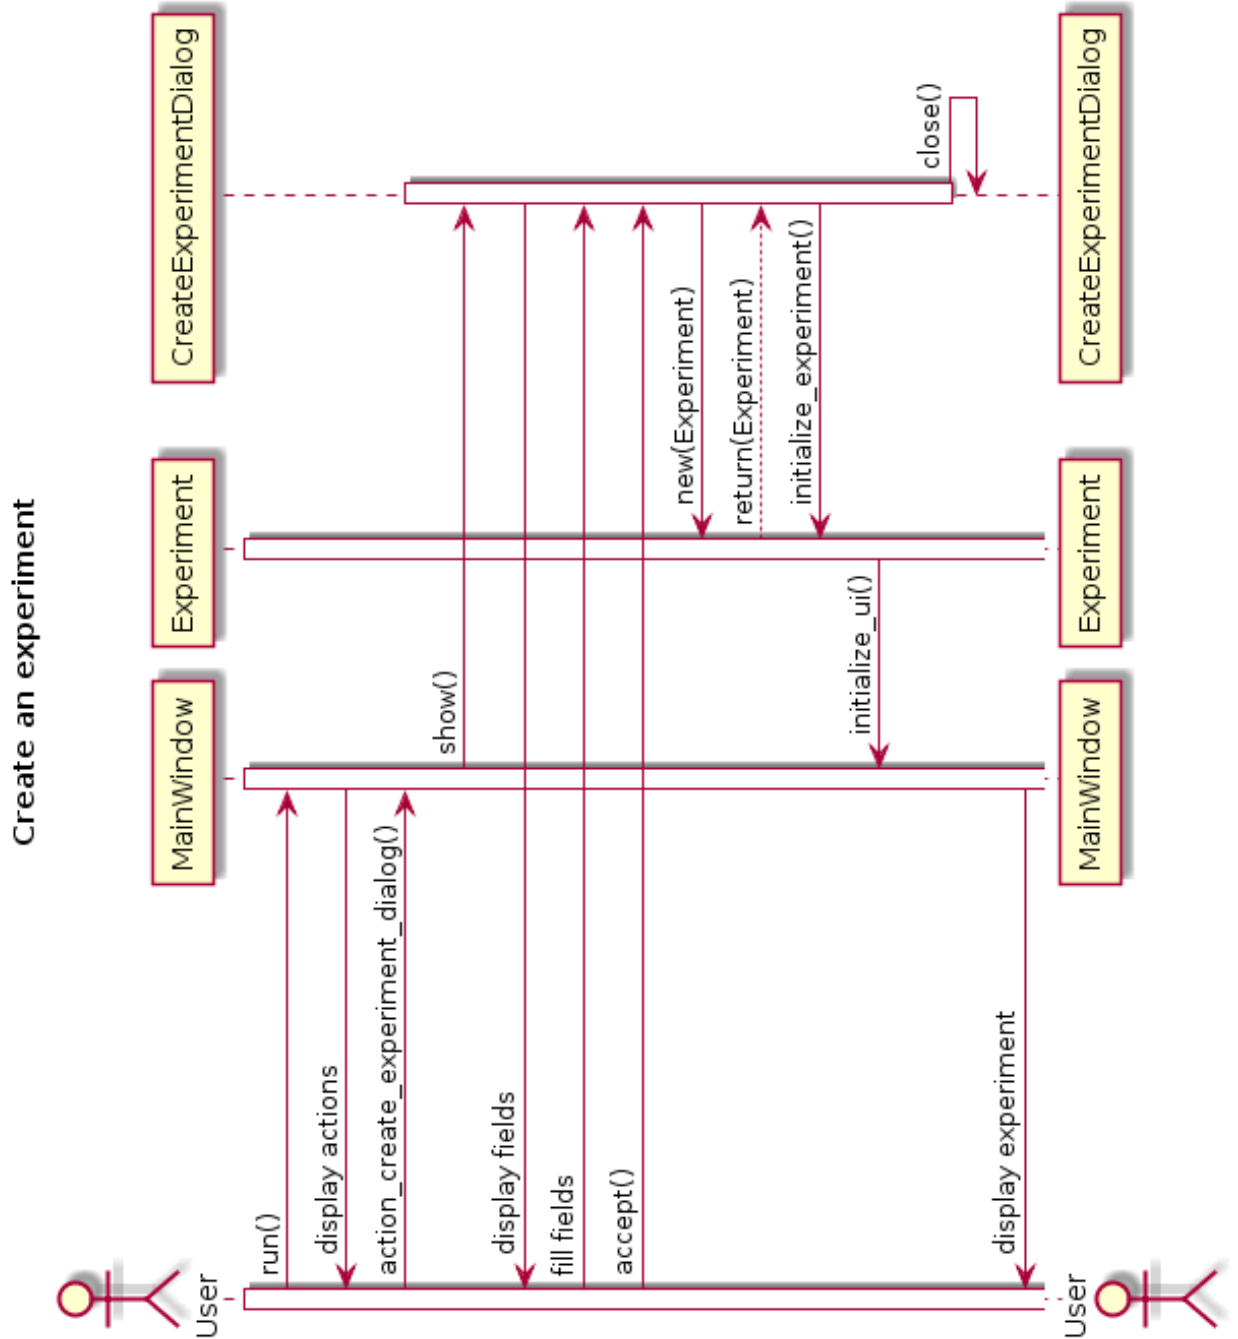 Create an experiment
User
MainWindow
Experiment
CreateExperimentDialog
run()
display actions
action_create_experiment_dialog()
show()
display fields
fill fields
accept()
new(Experiment)
return(Experiment)
initialize_experiment()
initialize_ui()
close()
display experiment
User
MainWindow
Experiment
CreateExperimentDialog